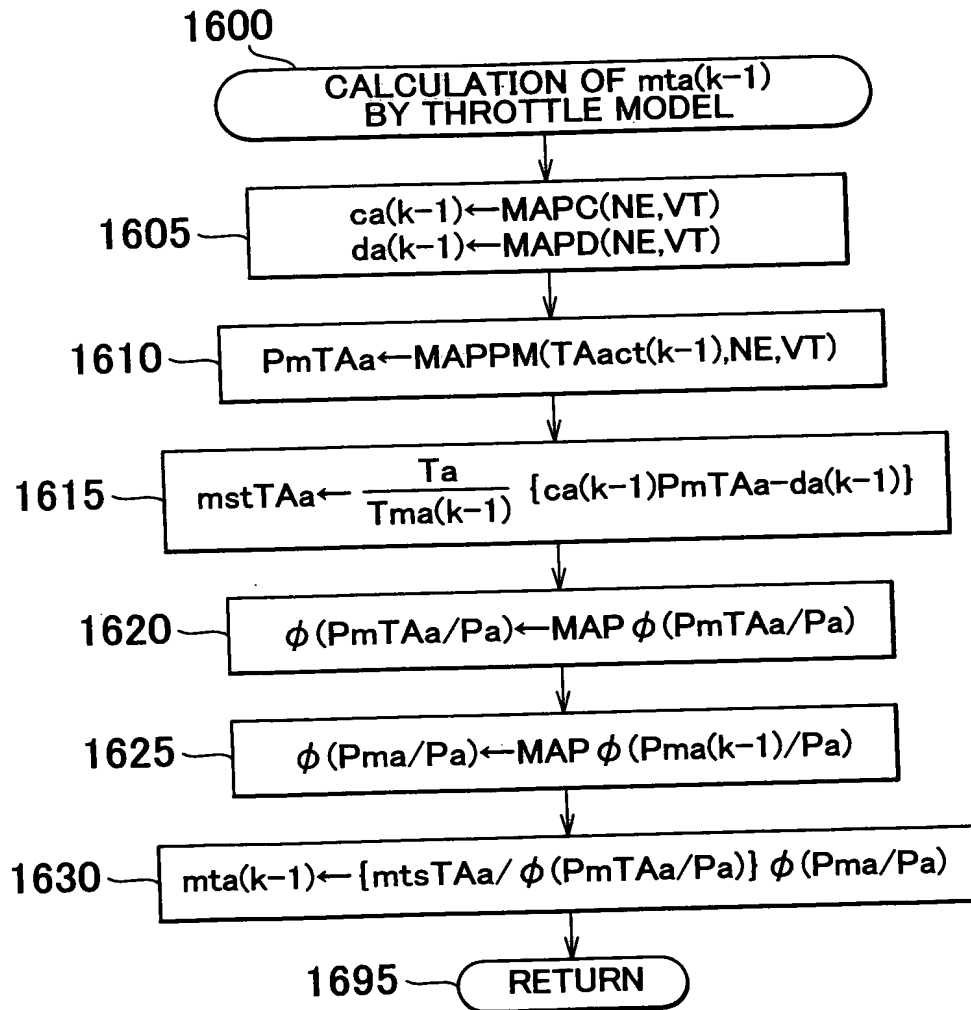 1600
CALCULATION OF mta(k-1)
BY THROTTLE MODEL
1605
ca(k-1)←MAPC(NE,VT)
da(k-1)←MAPD(NE,VT)
1610
PmTAa←MAPPM(TAact(k-1),NE,VT)
1615
mstTAa← Ta/Tma(k-1) {ca(k-1)PmTAa-da(k-1)}
1620
ϕ(PmTAa/Pa)←MAP ϕ(PmTAa/Pa)
1625
ϕ(Pma/Pa)←MAP ϕ(Pma(k-1)/Pa)
1630
mta(k-1)←{mtsTAa/ ϕ(PmTAa/Pa)} ϕ(Pma/Pa)
1695
RETURN